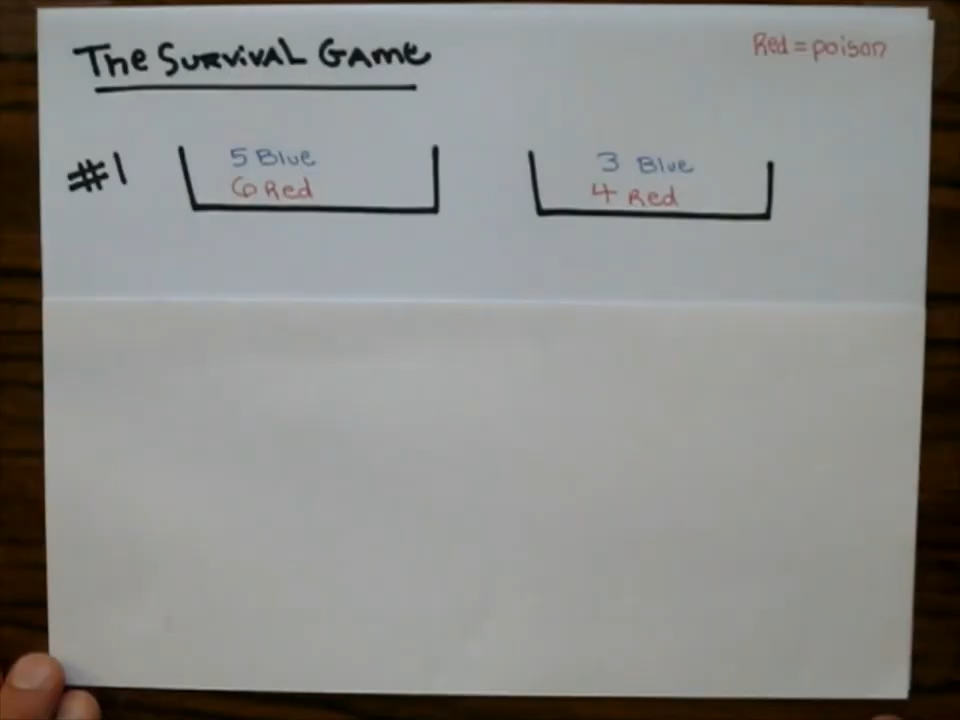 The Survival Game
Red = poison
#1
5 Blue
6 Red
3 Blue
4 Red